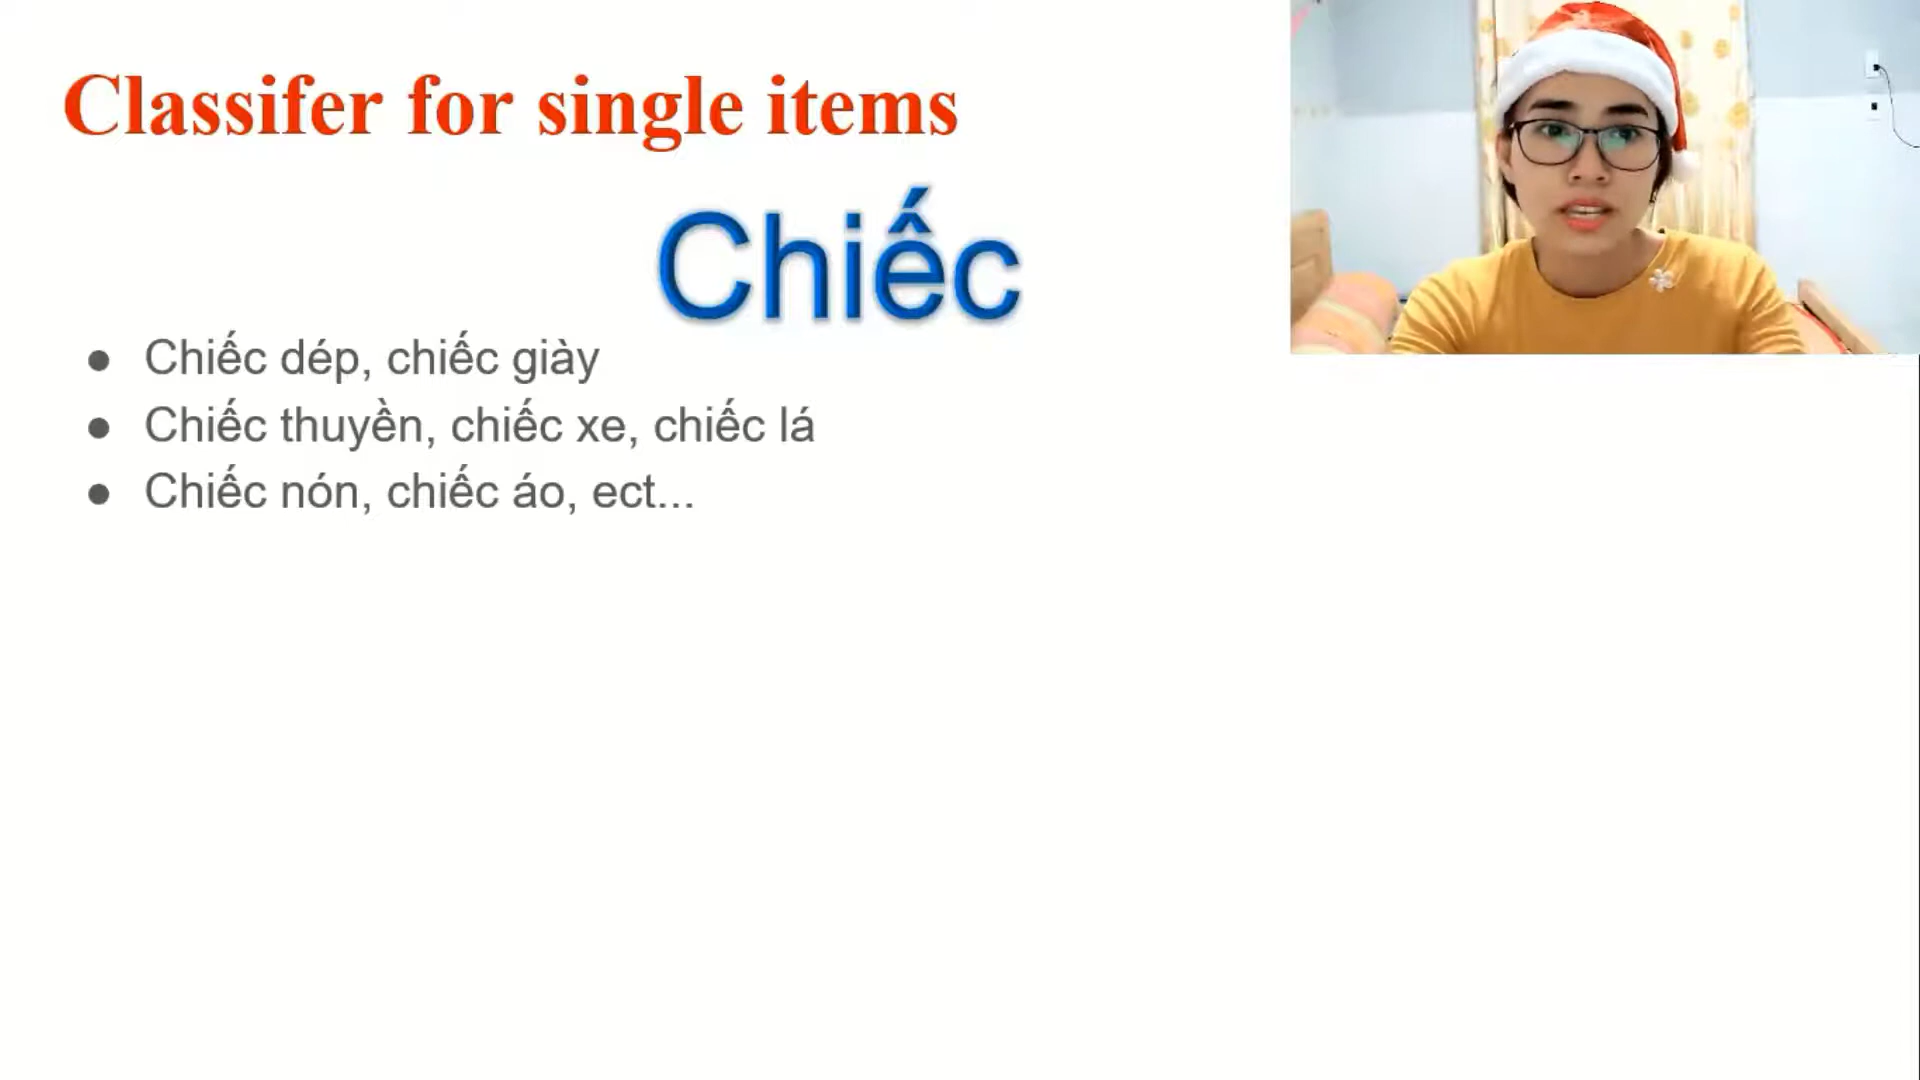 Classifer for single items
Chiếc
● Chiếc dép, chiếc giày
● Chiếc thuyền, chiếc xe, chiếc lá
● Chiếc nón, chiếc áo, ect...